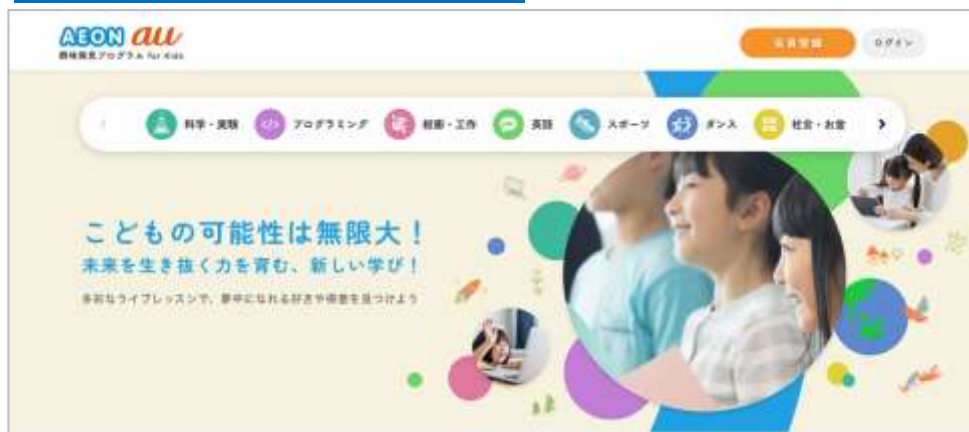 AEON au
興味発見プログラム for Kids
会員登録
ログイン
科学・実験
プログラミング
绘画・工作
英語
スポーツ
ダンス
社会・お金
こどもの可能性は無限大！
未来を生き抜く力を育む、新しい学び！
多彩なライブレッスンで、夢中になれる好きや得意を見つけよう